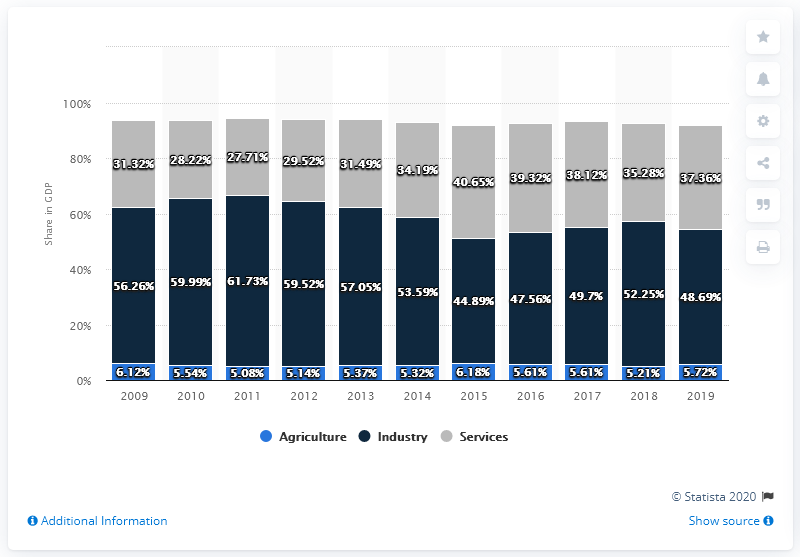 100%
80%
60%
40%
20%
0%
Share in GDP
31.32% 28.22% 27.71% 29.52% 31.49% 34.19% 40.65% 39.32% 38.12% 35.28% 37.36%
56.26% 59.99% 61.73% 59.52% 57.05% 53.59% 44.89% 47.56% 49.7% 52.25% 48.69%
6.12% 5.54% 5.08% 5.14% 5.37% 5.32% 6.18% 5.61% 5.61% 5.21% 5.72%
2009 2010 2011 2012 2013 2014 2015 2016 2017 2018 2019
Agriculture Industry Services
© Statista 2020
Additional Information Show source